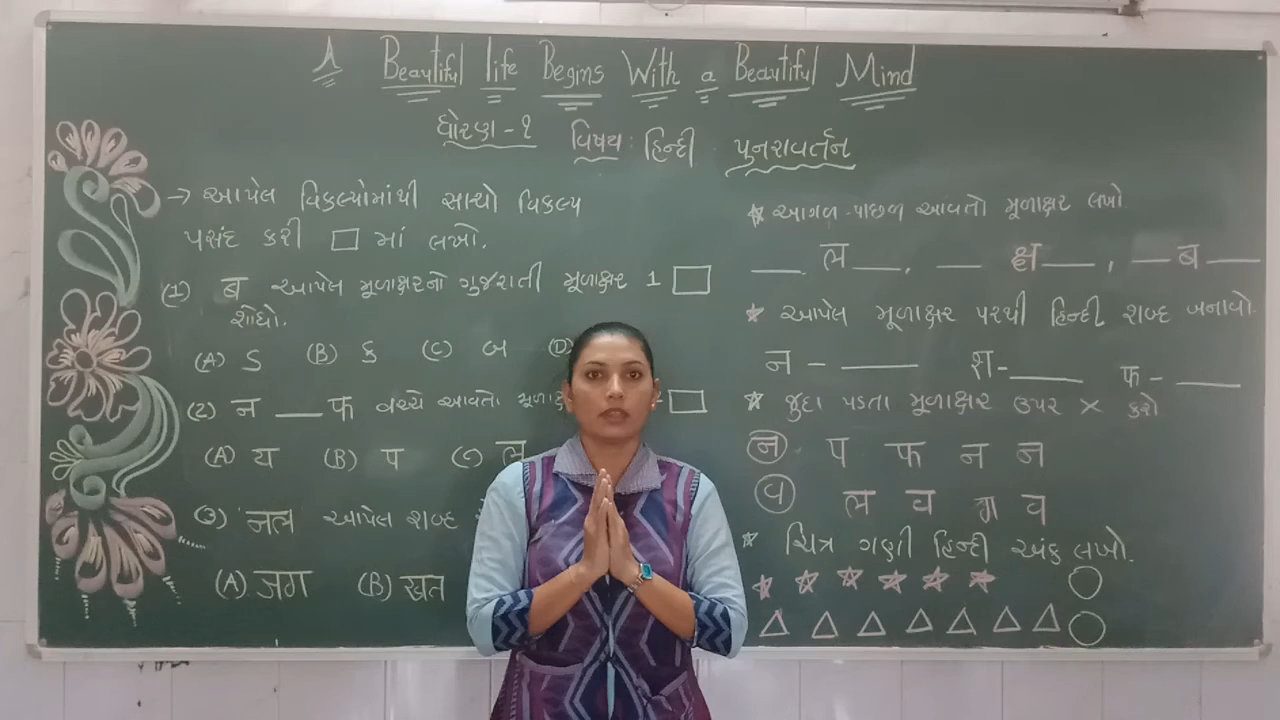 A Beautiful life Begins With a Beautiful Mind
ધોરણ-૧ વિષય : હિન્દી પુનરાવર્તન
→ આપેલ વિકલ્પોમાંથી સાચો વિકલ્પ
પસંદ કરી □ માં લખો.
(1) ब આપેલ મૂળાક્ષરનો ગુજરાતી મૂળાક્ષર 1 □
શોધો.
(A) ડ (B) ક (C) બ (D)
(2) न ___ फ વચ્ચે આવતો □
(A) य (B) प (C) ल
(3) जल આપેલ શબ્દ
(A) जग (B) खत
☆ આગળ-પાછળ આવતો મૂળાક્ષર લખો
___ ल ___, ___ क्ष ___, ___ ब ___
☆ આપેલ મૂળાક્ષર પરથી હિન્દી શબ્દ બનાવો.
न - ___ श - ___ फ - ___
☆ જુદા પડતા મૂળાક્ષર ઉપર × કરો
न प फ न न
व ल व ग व
☆ ચિત્ર ગણી હિન્દી અંક લખો.